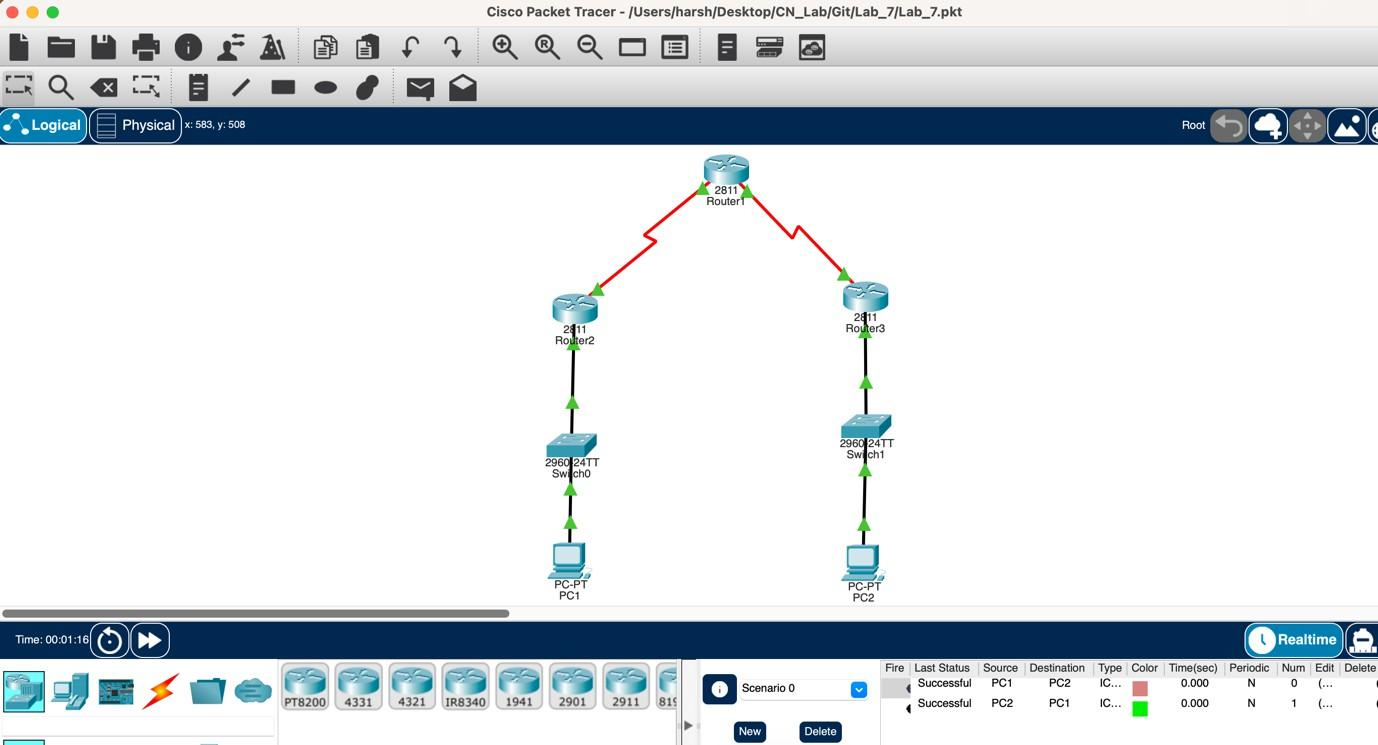 Cisco Packet Tracer - /Users/harsh/Desktop/CN_Lab/Git/Lab_7/Lab_7.pkt
Logical Physical x: 583, y: 508 Root
2811
Router1
2811
Router2
2811
Router3
2960-24TT
Switch0
2960-24TT
Switch1
PC-PT
PC1
PC-PT
PC2
Time: 00:01:16 Realtime
PT8200 4331 4321 IR8340 1941 2901 2911 819
Scenario 0
New Delete
Fire Last Status Source Destination Type Color Time(sec) Periodic Num Edit Delete
Successful PC1 PC2 IC... 0.000 N 0 (...
Successful PC2 PC1 IC... 0.000 N 1 (...